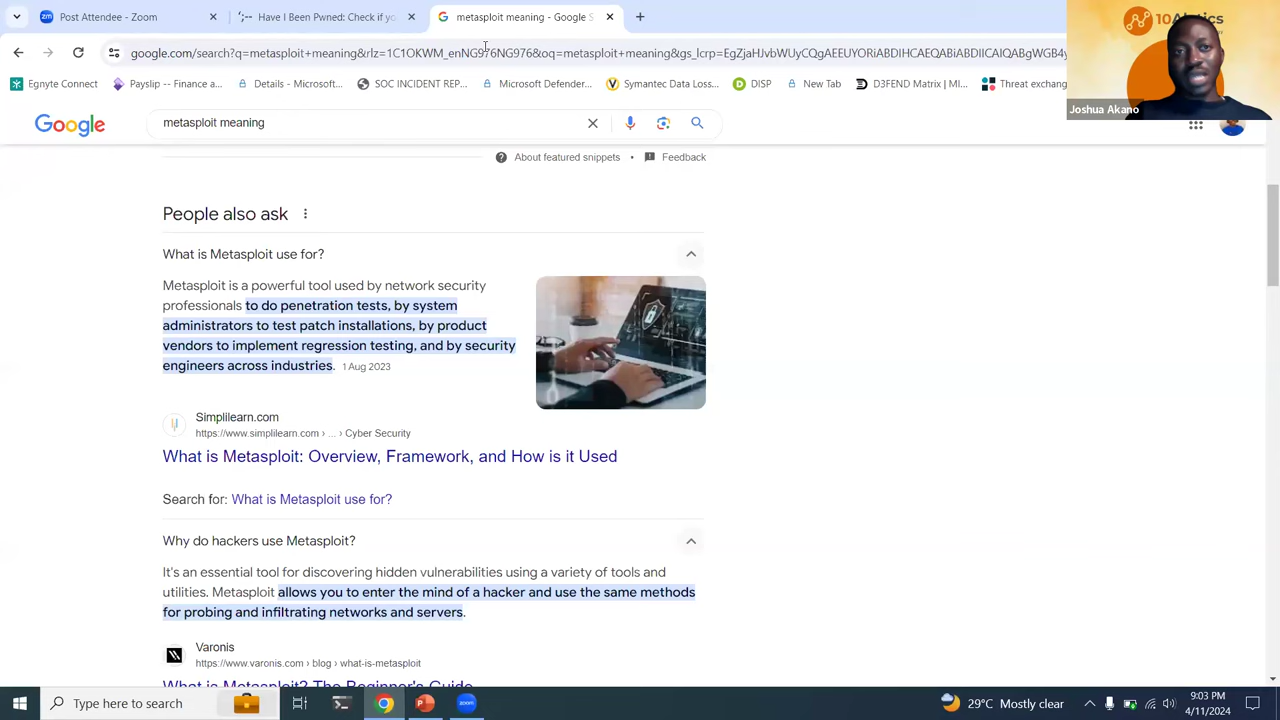 Post Attendee - Zoom
Have I Been Pwned: Check if you
metasploit meaning - Google S
google.com/search?q=metasploit+meaning&rlz=1C1OKWM_enNG976NG976&oq=metasploit+meaning&gs_lcrp=
Egnyte Connect
Payslip -- Finance a...
Details - Microsoft...
SOC INCIDENT REP...
Microsoft Defender...
Symantec Data Loss...
DISP
New Tab
D3FEND Matrix | MI...
Threat exchang
10Alytics
Joshua Akano
Google
metasploit meaning
About featured snippets
•
Feedback
People also ask
What is Metasploit use for?
Metasploit is a powerful tool used by network security
professionals to do penetration tests, by system
administrators to test patch installations, by product
vendors to implement regression testing, and by security
engineers across industries. 1 Aug 2023
Simplilearn.com
https://www.simplilearn.com › ... › Cyber Security
What is Metasploit: Overview, Framework, and How is it Used
Search for: What is Metasploit use for?
Why do hackers use Metasploit?
It's an essential tool for discovering hidden vulnerabilities using a variety of tools and
utilities. Metasploit allows you to enter the mind of a hacker and use the same methods
for probing and infiltrating networks and servers.
Varonis
https://www.varonis.com › blog › what-is-metasploit
What is Metasploit? The Beginner's Guide
Type here to search
29°C Mostly clear
9:03 PM
4/11/2024